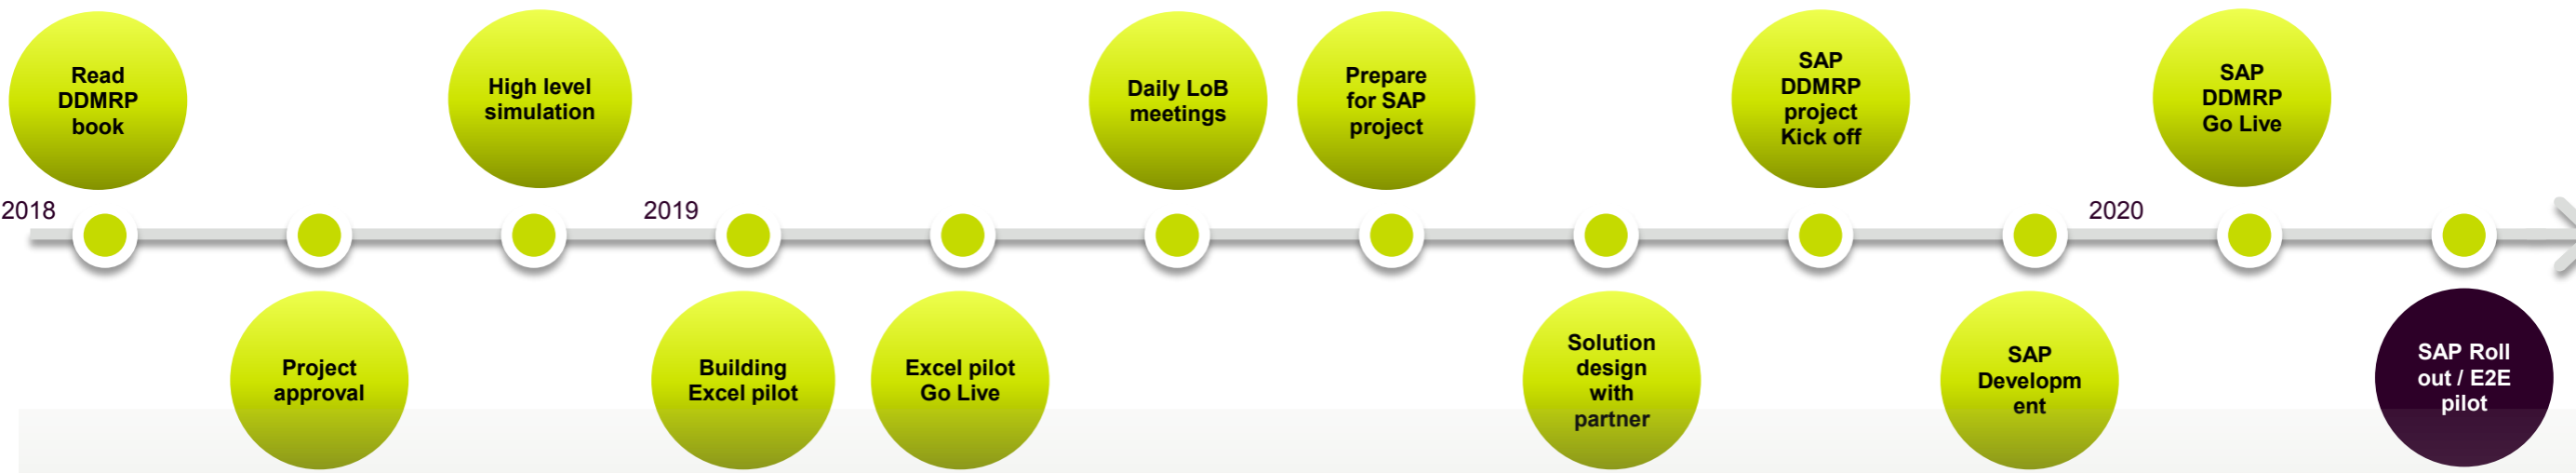 Read
DDMRP
book
High level
simulation
Daily LoB
meetings
Prepare
for SAP
project
SAP
DDMRP
project
Kick off
SAP
DDMRP
Go Live
2018
2019
2020
Project
approval
Building
Excel pilot
Excel pilot
Go Live
Solution
design
with
partner
SAP
Developm
ent
SAP Roll
out / E2E
pilot